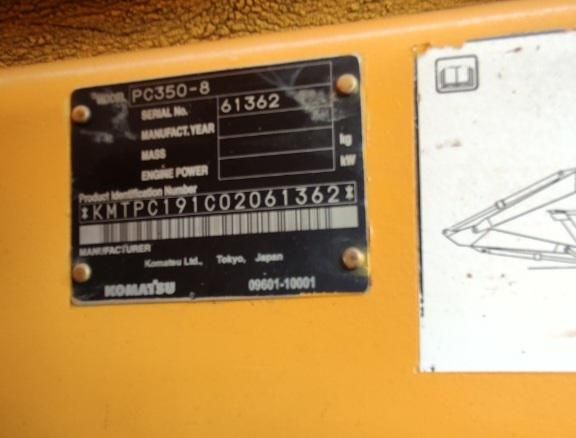 MODEL PC350-8
SERIAL No. 61362
MANUFACT.YEAR
MASS kg
ENGINE POWER kW
Product Identification Number
*KMTPC191C02061362*
MANUFACTURER
Komatsu Ltd., Tokyo, Japan
KOMATSU 09601-10001